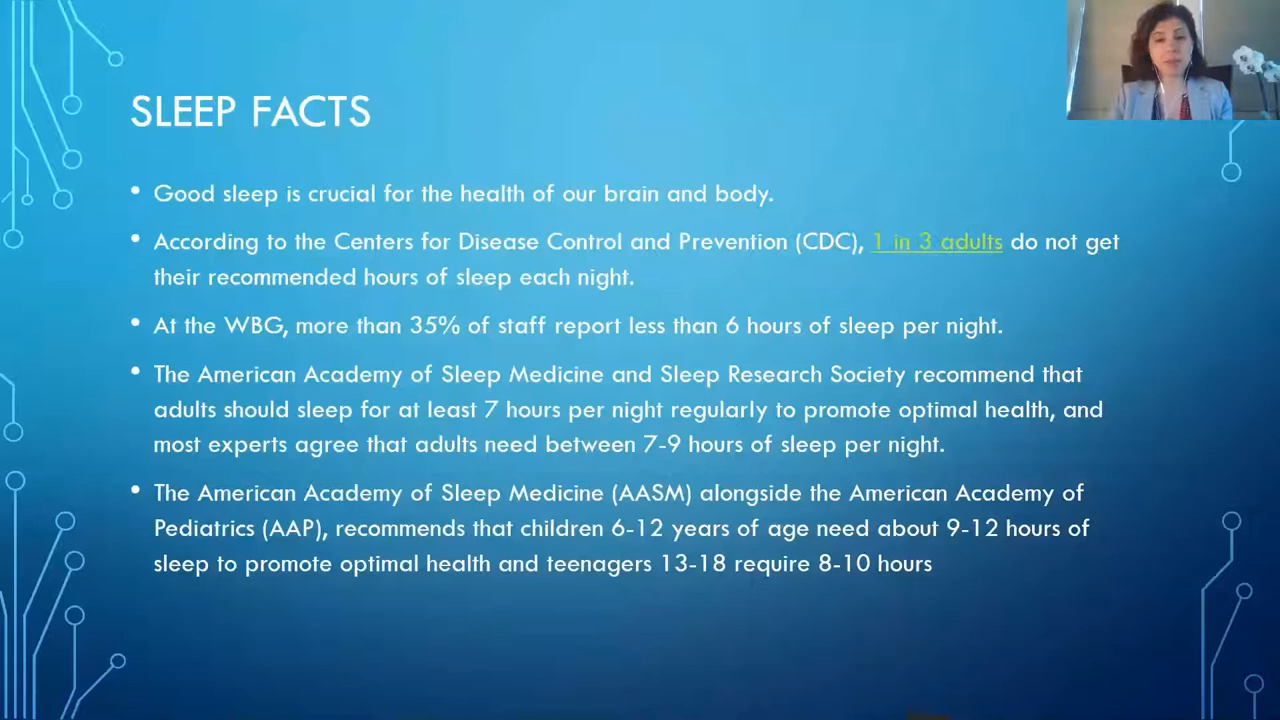 SLEEP FACTS
• Good sleep is crucial for the health of our brain and body.
• According to the Centers for Disease Control and Prevention (CDC), 1 in 3 adults do not get
their recommended hours of sleep each night.
• At the WBG, more than 35% of staff report less than 6 hours of sleep per night.
• The American Academy of Sleep Medicine and Sleep Research Society recommend that
adults should sleep for at least 7 hours per night regularly to promote optimal health, and
most experts agree that adults need between 7-9 hours of sleep per night.
• The American Academy of Sleep Medicine (AASM) alongside the American Academy of
Pediatrics (AAP), recommends that children 6-12 years of age need about 9-12 hours of
sleep to promote optimal health and teenagers 13-18 require 8-10 hours